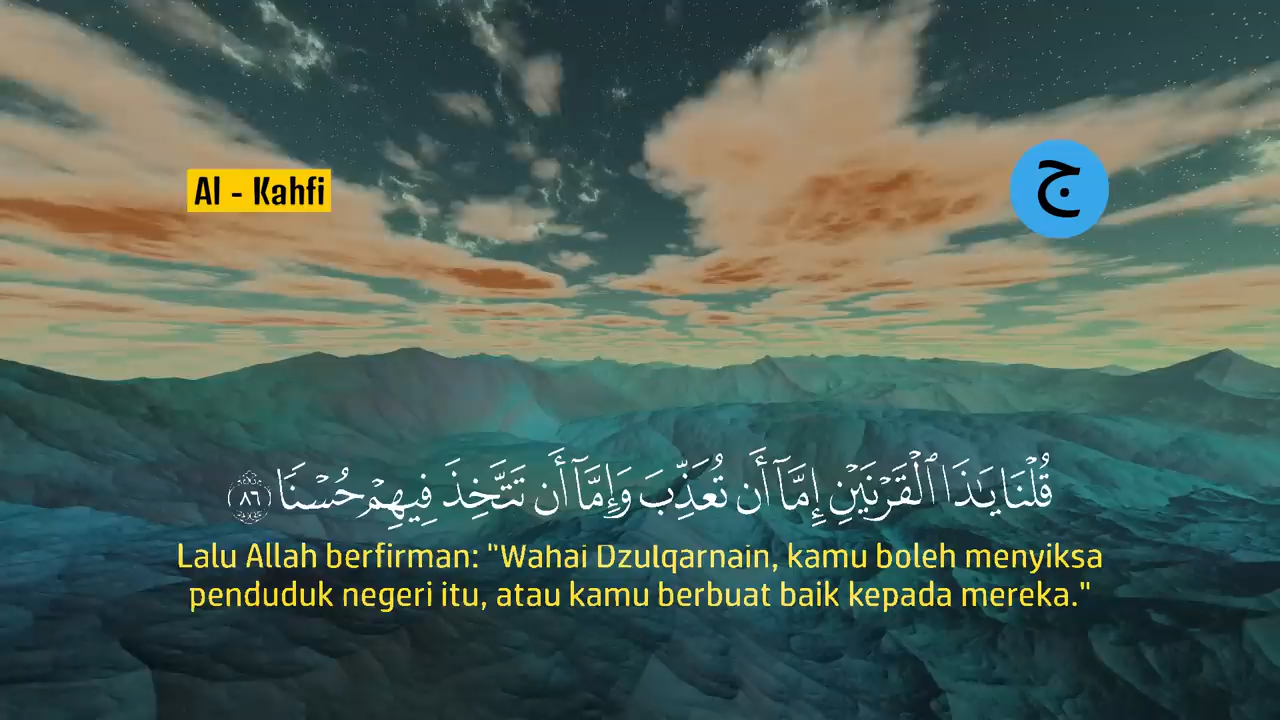 Al - Kahfi
ج
قُلْنَا يَـٰذَا ٱلْقَرْنَيْنِ إِمَّآ أَن تُعَذِّبَ وَإِمَّآ أَن تَتَّخِذَ فِيهِمْ حُسْنًا ٨٦
Lalu Allah berfirman: "Wahai Dzulqarnain, kamu boleh menyiksa
penduduk negeri itu, atau kamu berbuat baik kepada mereka."